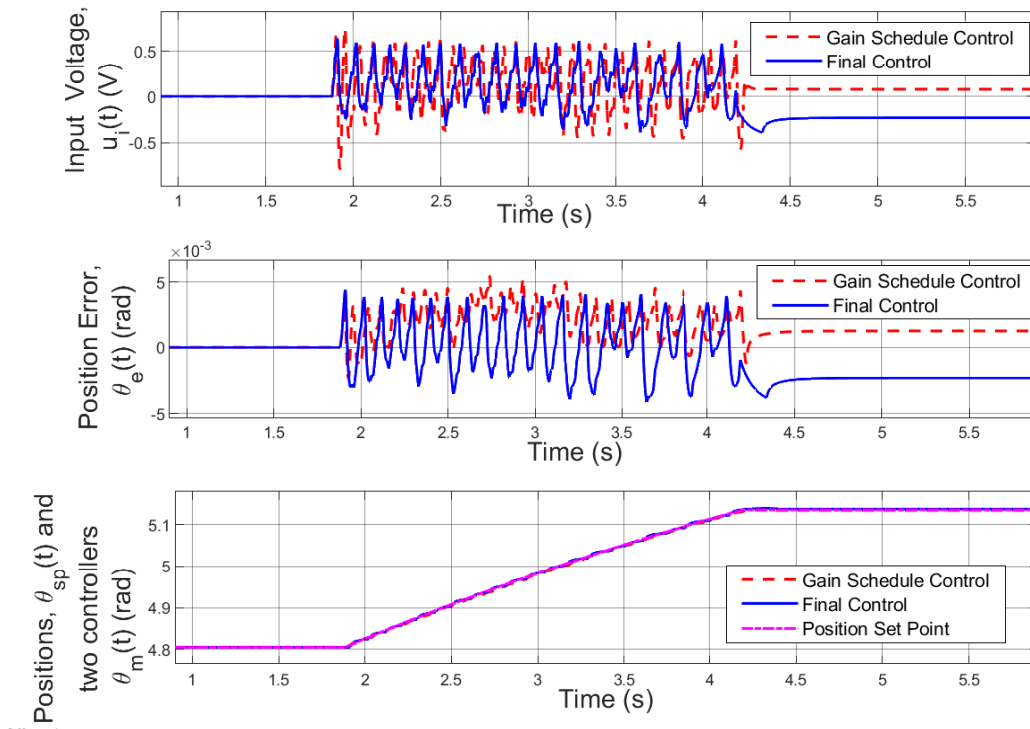 Input Voltage,
u_i(t) (V)
0.5
0
-0.5
Gain Schedule Control
Final Control
1 1.5 2 2.5 3 3.5 4 4.5 5 5.5
Time (s)
×10^-3
Position Error,
θ_e(t) (rad)
5
0
-5
Gain Schedule Control
Final Control
1 1.5 2 2.5 3 3.5 4 4.5 5 5.5
Time (s)
Positions, θ_sp(t) and
two controllers
θ_m(t) (rad)
5.1
5
4.9
4.8
Gain Schedule Control
Final Control
Position Set Point
1 1.5 2 2.5 3 3.5 4 4.5 5 5.5
Time (s)